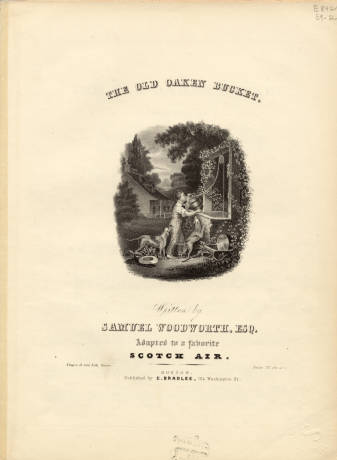 THE OLD OAKEN BUCKET.
Written by
SAMUEL WOODWORTH, ESQ.
Adapted to a favorite
SCOTCH AIR.
BOSTON,
Published by C. BRADLEE, 164 Washington St.